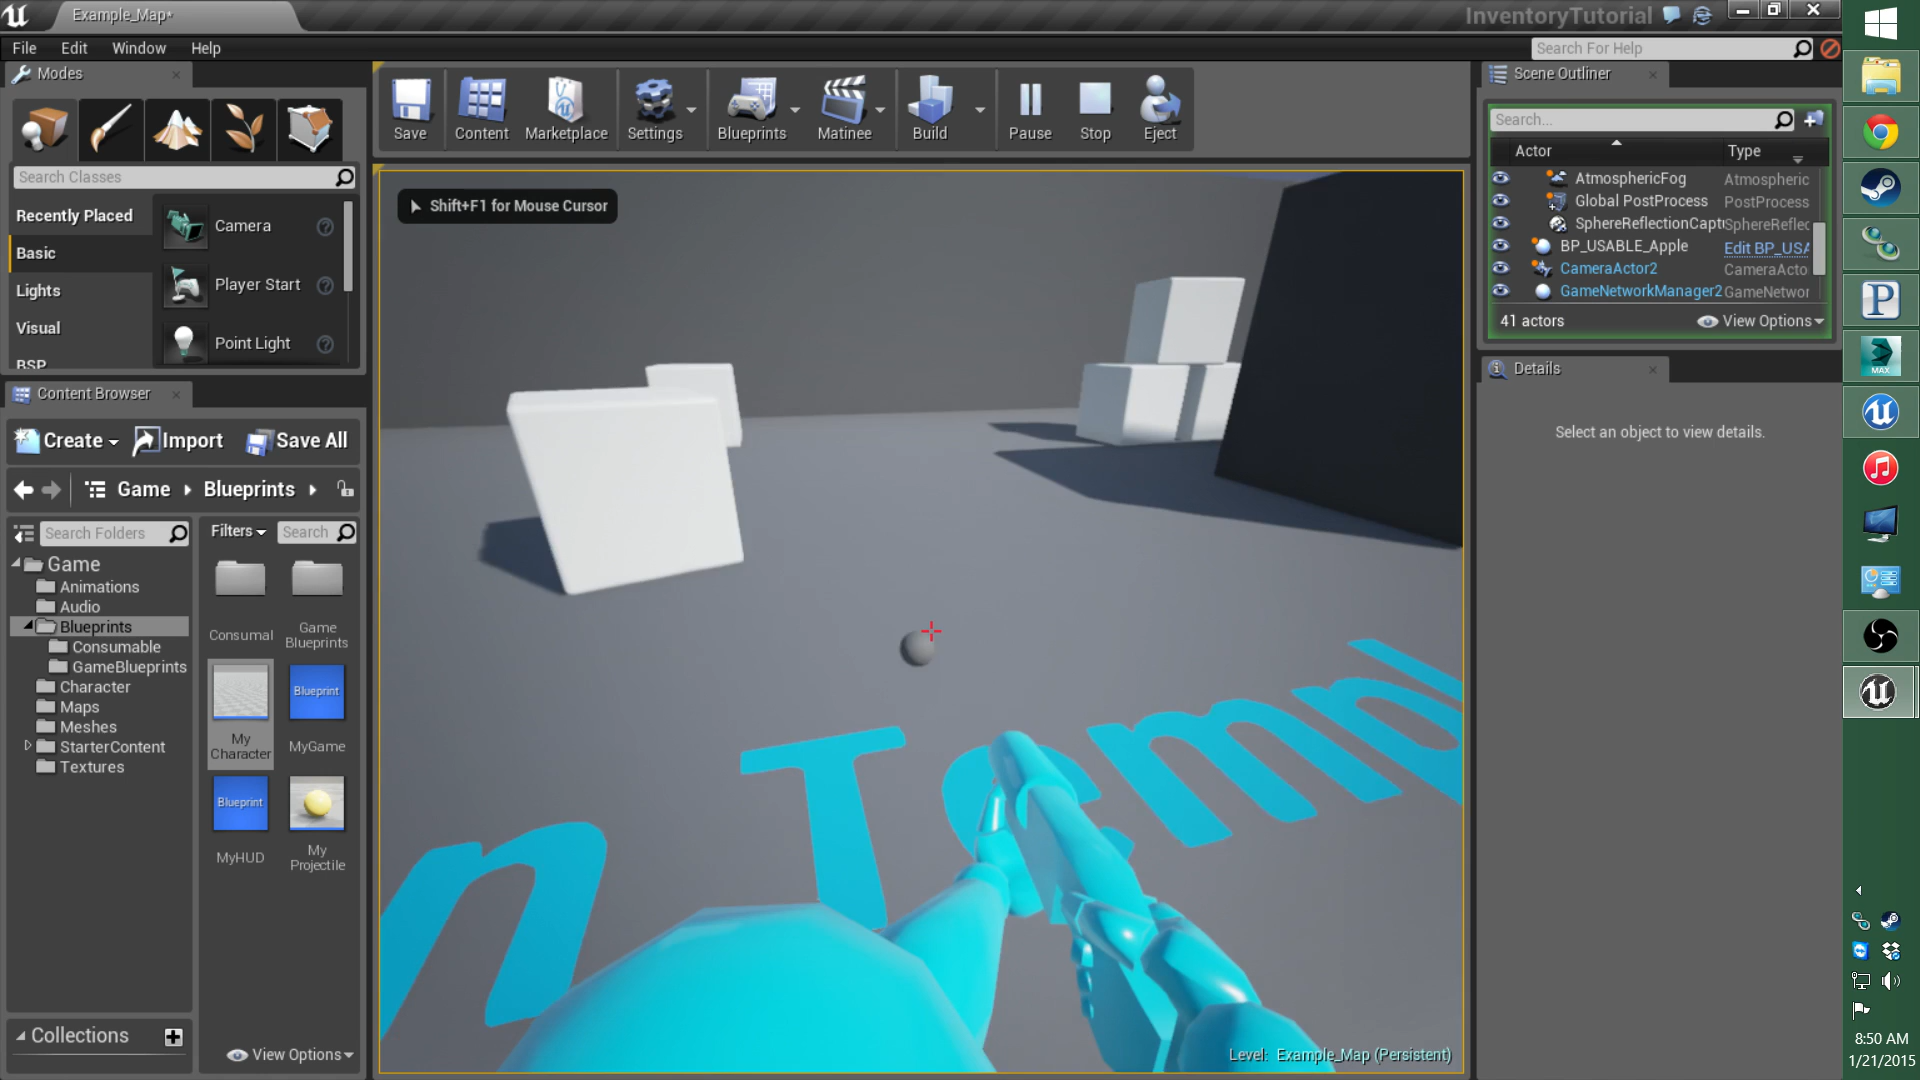 Example_Map*
InventoryTutorial
File Edit Window Help
Search For Help
Modes
Save
Content
Marketplace
Settings
Blueprints
Matinee
Build
Pause
Stop
Eject
Search Classes
Recently Placed
Basic
Lights
Visual
BSP
Camera
Player Start
Point Light
Shift+F1 for Mouse Cursor
Scene Outliner
Search...
Actor Type
AtmosphericFog Atmospheric
Global PostProcess PostProcess
SphereReflectionCaptu SphereReflec
BP_USABLE_Apple Edit BP_USA
CameraActor2 CameraActo
GameNetworkManager2 GameNetwor
41 actors View Options
Details
Select an object to view details.
Content Browser
Create Import Save All
Game Blueprints
Search Folders
Filters Search
Game
Animations
Audio
Blueprints
Consumable
GameBlueprints
Character
Maps
Meshes
StarterContent
Textures
Consumal
Game
Blueprints
My
Character
Blueprint
MyGame
Blueprint
MyHUD
My
Projectile
Collections
View Options
n Templ
Level: Example_Map (Persistent)
P
MAX
8:50 AM
1/21/2015